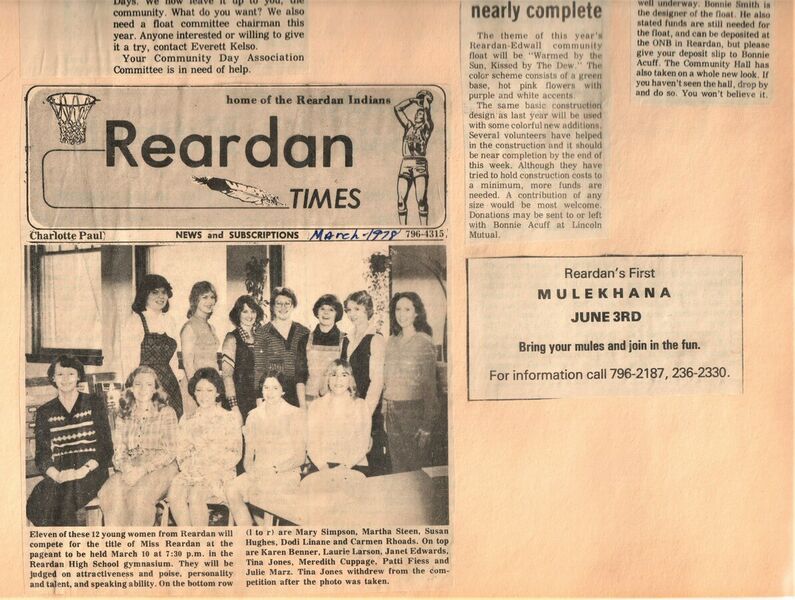 Days. We now leave it up to you, the
community. What do you want? We also
need a float committee chairman this
year. Anyone interested or willing to give
it a try, contact Everett Kelso.
Your Community Day Association
Committee is in need of help.
home of the Reardan Indians
Reardan
TIMES
Charlotte Paul
NEWS and SUBSCRIPTIONS
March-1978
796-4315
Eleven of these 12 young women from Reardan will
compete for the title of Miss Reardan at the
pageant to be held March 10 at 7:30 p.m. in the
Reardan High School gymnasium. They will be
judged on attractiveness and poise, personality
and talent, and speaking ability. On the bottom row
(l to r) are Mary Simpson, Martha Steen, Susan
Hughes, Dodi Linane and Carmen Rhoads. On top
are Karen Benner, Laurie Larson, Janet Edwards,
Tina Jones, Meredith Cuppage, Patti Fiess and
Julie Marz. Tina Jones withdrew from the com-
petition after the photo was taken.
nearly complete
The theme of this year's
Reardan-Edwall community
float will be "Warmed by the
Sun, Kissed by The Dew." The
color scheme consists of a green
base, hot pink flowers with
purple and white accents.
The same basic construction
design as last year will be used
with some colorful new additions.
Several volunteers have helped
in the construction and it should
be near completion by the end of
this week. Although they have
tried to hold construction costs to
a minimum, more funds are
needed. A contribution of any
size would be most welcome.
Donations may be sent to or left
with Bonnie Acuff at Lincoln
Mutual.
well underway. Bonnie Smith is
the designer of the float. He also
stated funds are still needed for
the float, and can be deposited at
the ONB in Reardan, but please
give your deposit slip to Bonnie
Acuff. The Community Hall has
also taken on a whole new look. If
you haven't seen the hall, drop by
and do so. You won't believe it.
Reardan's First
MULEKHANA
JUNE 3RD
Bring your mules and join in the fun.
For information call 796-2187, 236-2330.